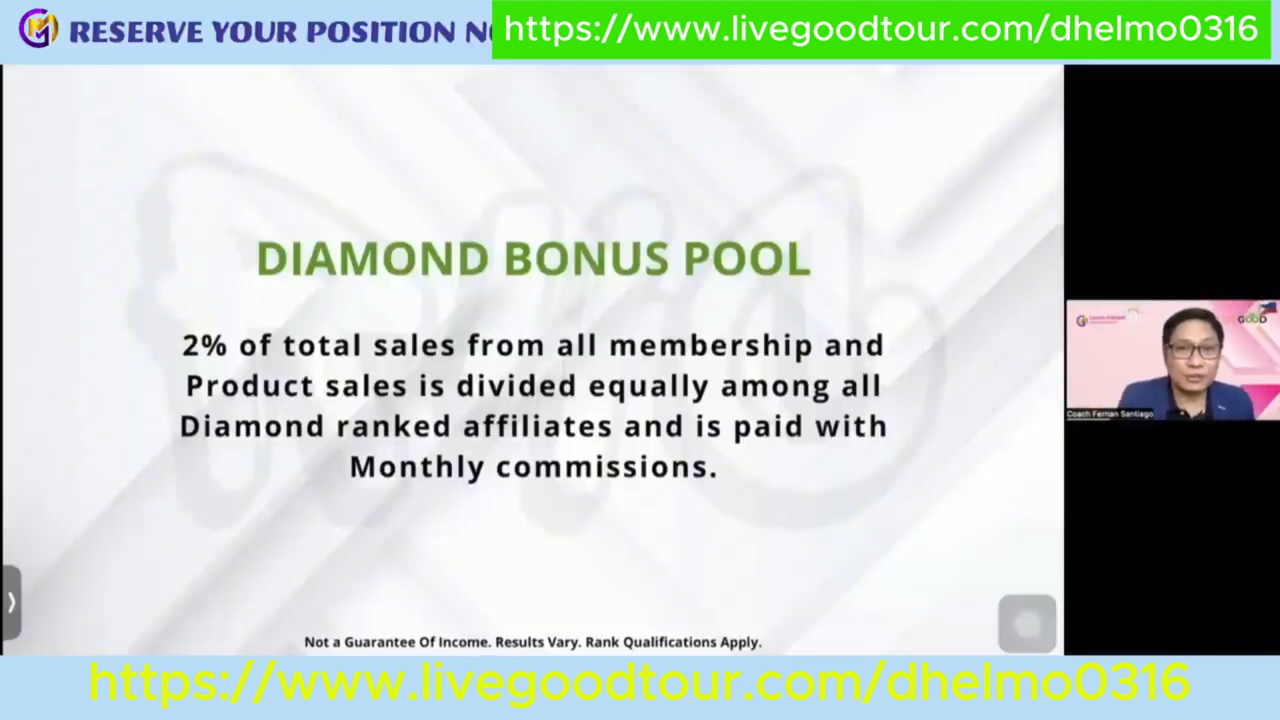 RESERVE YOUR POSITION
https://www.livegoodtour.com/dhelmo0316
DIAMOND BONUS POOL
2% of total sales from all membership and
Product sales is divided equally among all
Diamond ranked affiliates and is paid with
Monthly commissions.
GOOD
Coach Fernan Santiago
Not a Guarantee Of Income. Results Vary. Rank Qualifications Apply.
https://www.livegoodtour.com/dhelmo0316